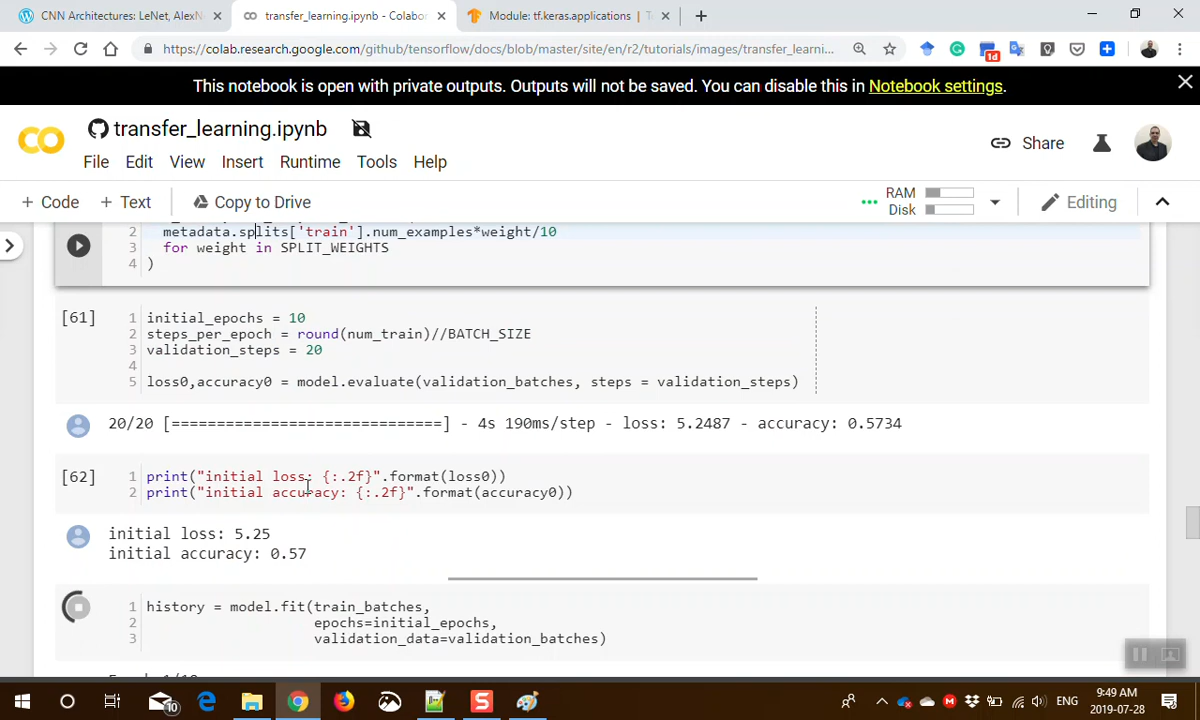 CNN Architectures: LeNet, AlexN
transfer_learning.ipynb - Colabor
Module: tf.keras.applications | T
https://colab.research.google.com/github/tensorflow/docs/blob/master/site/en/r2/tutorials/images/transfer_learni...
1d
This notebook is open with private outputs. Outputs will not be saved. You can disable this in Notebook settings.
transfer_learning.ipynb
Share
File Edit View Insert Runtime Tools Help
+ Code + Text Copy to Drive
RAM
Disk
Editing
2 metadata.splits['train'].num_examples*weight/10
3 for weight in SPLIT_WEIGHTS
4 )
[61] 1 initial_epochs = 10
2 steps_per_epoch = round(num_train)//BATCH_SIZE
3 validation_steps = 20
4
5 loss0,accuracy0 = model.evaluate(validation_batches, steps = validation_steps)
20/20 [==============================] - 4s 190ms/step - loss: 5.2487 - accuracy: 0.5734
[62] 1 print("initial loss: {:.2f}".format(loss0))
2 print("initial accuracy: {:.2f}".format(accuracy0))
initial loss: 5.25
initial accuracy: 0.57
1 history = model.fit(train_batches,
2 epochs=initial_epochs,
3 validation_data=validation_batches)
10
ENG
9:49 AM
2019-07-28